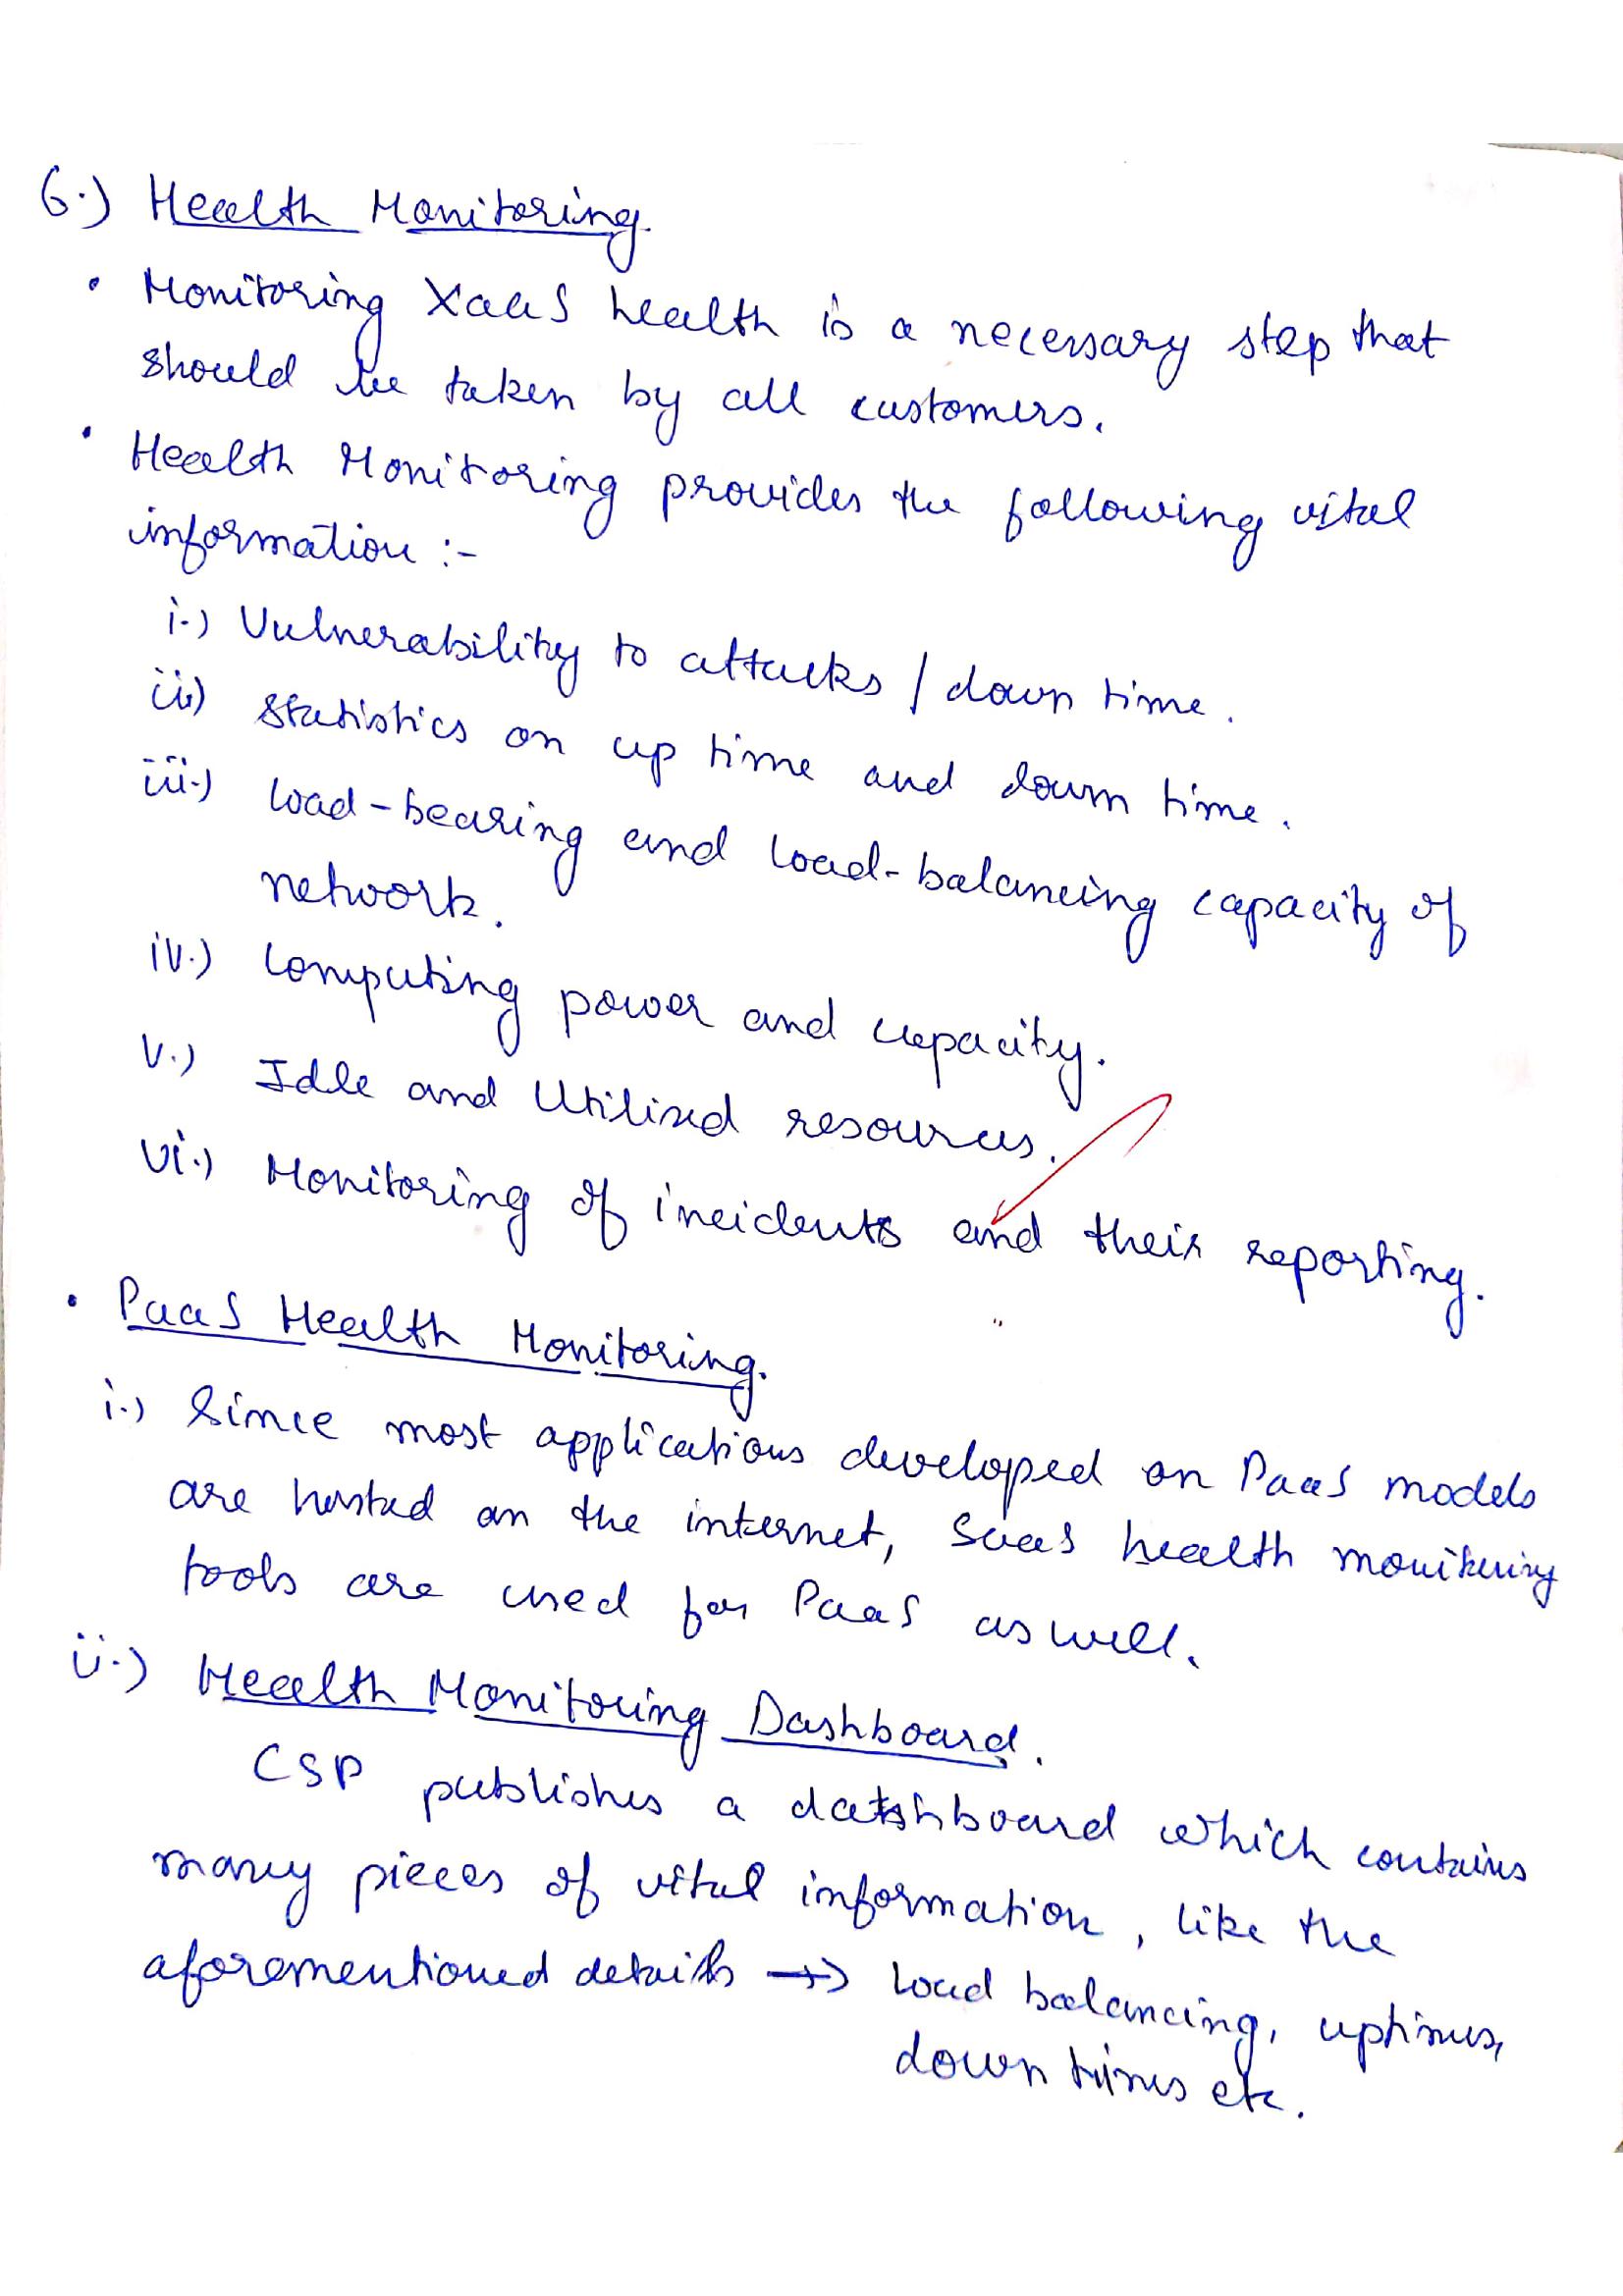 6.) Health Monitoring
• Monitoring XaaS health is a necessary step that
should be taken by all customers.
• Health Monitoring provides the following vital
information :-
i.) Vulnerability to attacks / down time.
ii) Statistics on up time and down time.
iii.) Load-bearing and load-balancing capacity of
network.
iv.) Computing power and capacity.
v.) Idle and Utilized resources.
vi.) Monitoring of incidents and their reporting.
• PaaS Health Monitoring.
i.) Since most applications developed on PaaS models
are hosted on the internet, SaaS health monitoring
tools are used for PaaS as well.
ii.) Health Monitoring Dashboard.
CSP publishes a dashboard which contains
many pieces of vital information, like the
aforementioned details →> Load balancing, uptimes,
down times etc.